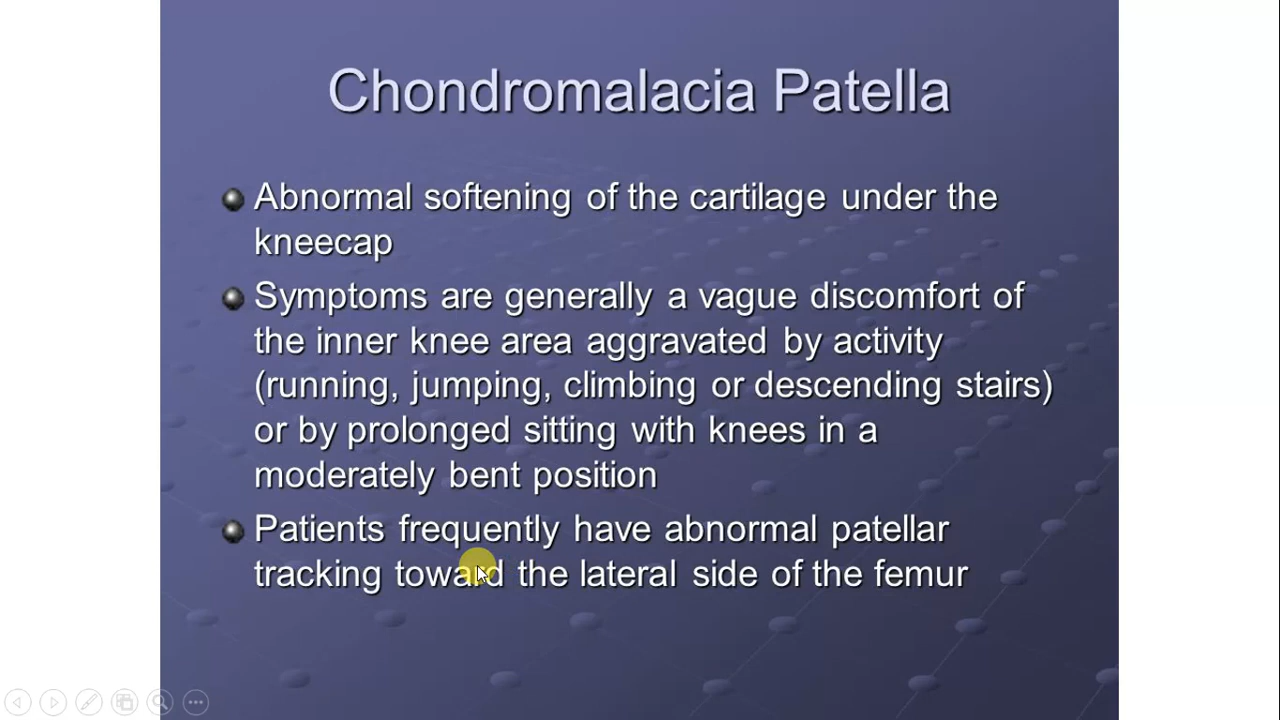 Chondromalacia Patella
Abnormal softening of the cartilage under the
kneecap
Symptoms are generally a vague discomfort of
the inner knee area aggravated by activity
(running, jumping, climbing or descending stairs)
or by prolonged sitting with knees in a
moderately bent position
Patients frequently have abnormal patellar
tracking toward the lateral side of the femur